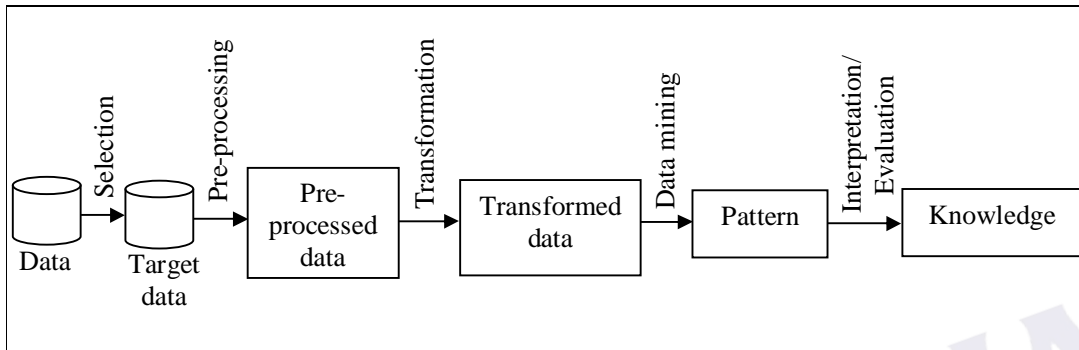 Selection
Pre-processing
Transformation
Data mining
Interpretation/
Evaluation
Data
Target
data
Pre-
processed
data
Transformed
data
Pattern
Knowledge